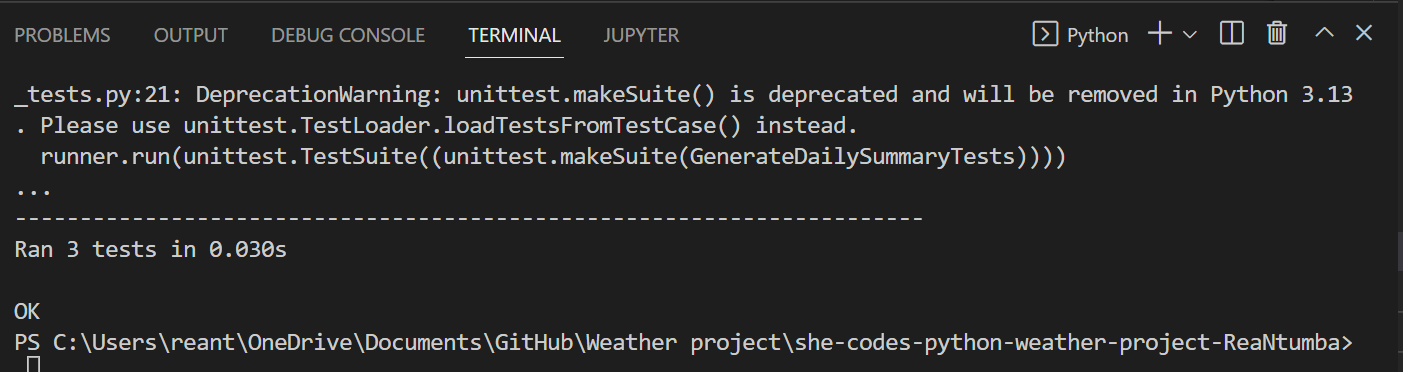 PROBLEMS OUTPUT DEBUG CONSOLE TERMINAL JUPYTER Python
_tests.py:21: DeprecationWarning: unittest.makeSuite() is deprecated and will be removed in Python 3.13
. Please use unittest.TestLoader.loadTestsFromTestCase() instead.
  runner.run(unittest.TestSuite((unittest.makeSuite(GenerateDailySummaryTests))))
...
----------------------------------------------------------------------
Ran 3 tests in 0.030s
OK
PS C:\Users\reant\OneDrive\Documents\GitHub\Weather project\she-codes-python-weather-project-ReaNtumba>